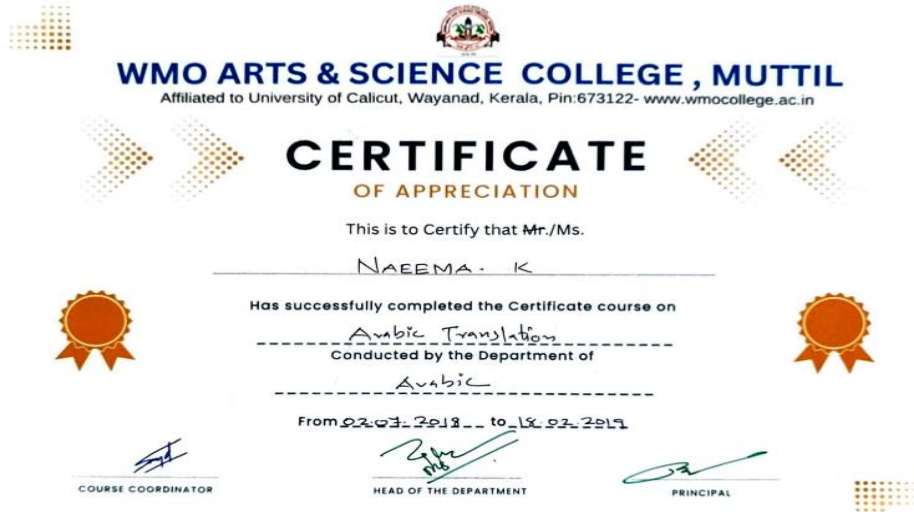 WMO ARTS & SCIENCE COLLEGE , MUTTIL
Affiliated to University of Calicut, Wayanad, Kerala, Pin:673122- www.wmocollege.ac.in
CERTIFICATE
OF APPRECIATION
This is to Certify that Mr./Ms.
NAEEMA. K
Has successfully completed the Certificate course on
Arabic Translation
Conducted by the Department of
Arabic
From 02.07.2018 to 18.02.2019
COURSE COORDINATOR
HEAD OF THE DEPARTMENT
PRINCIPAL